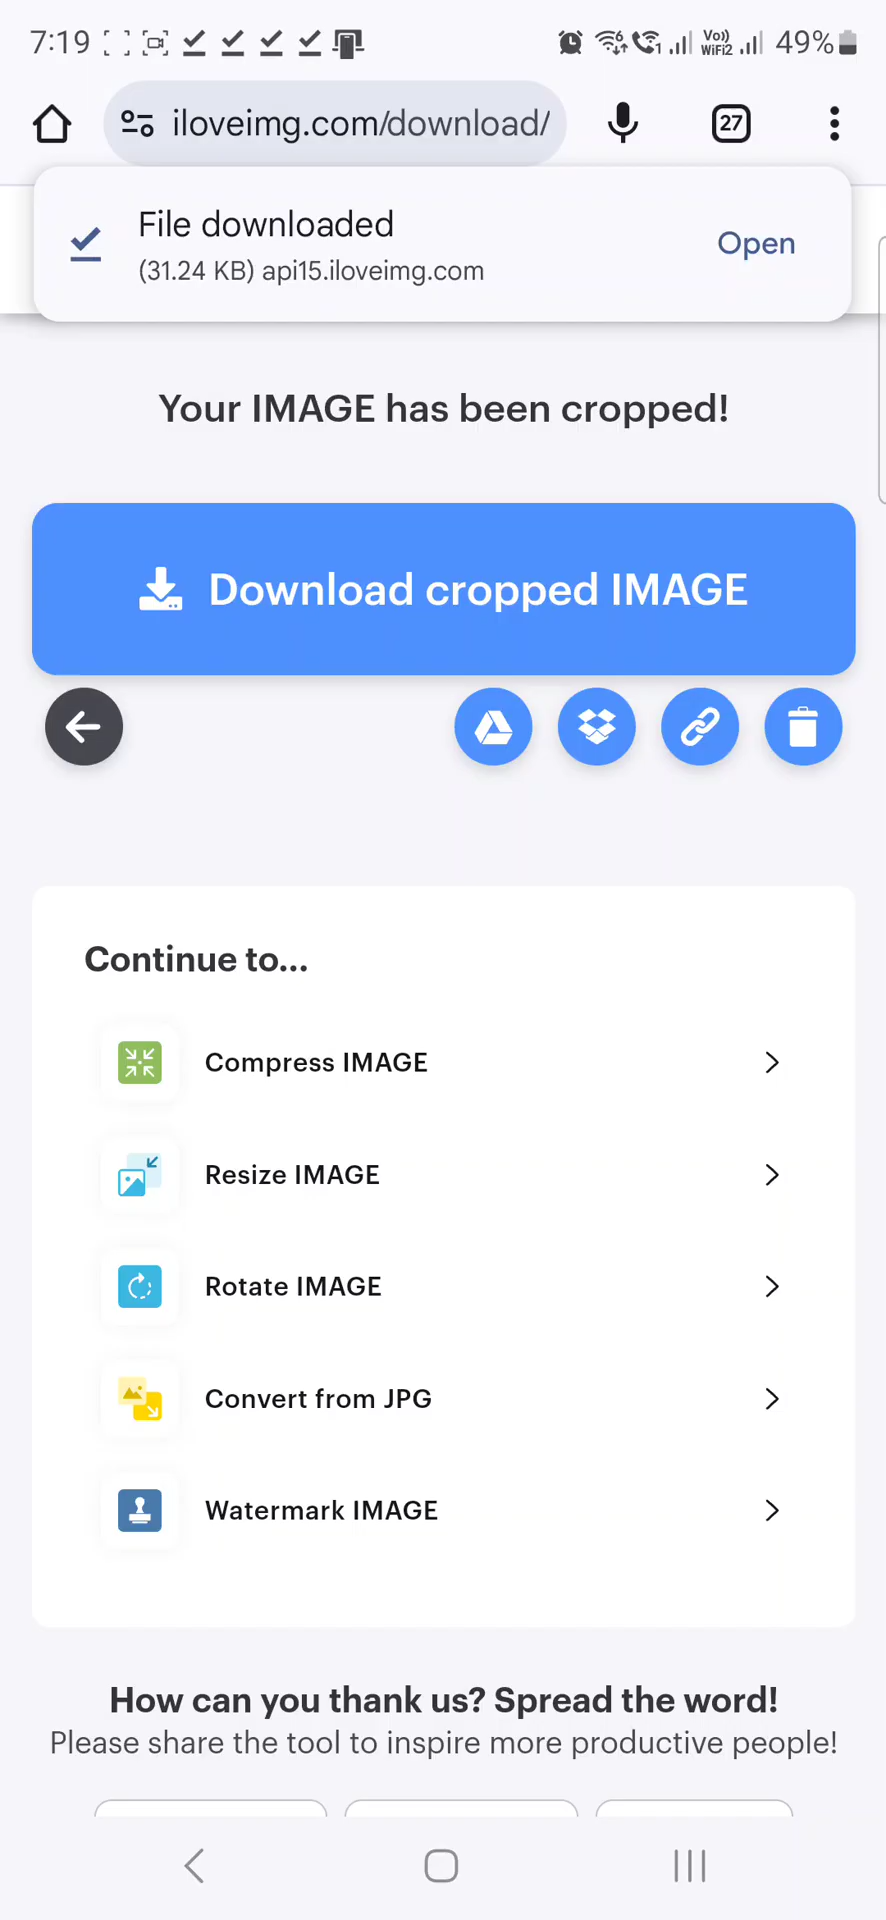 7:19 Vo)) WiFi2 49%
iloveimg.com/download/ 27
File downloaded
(31.24 KB) api15.iloveimg.com
Open
Your IMAGE has been cropped!
Download cropped IMAGE
Continue to...
Compress IMAGE
Resize IMAGE
Rotate IMAGE
Convert from JPG
Watermark IMAGE
How can you thank us? Spread the word!
Please share the tool to inspire more productive people!